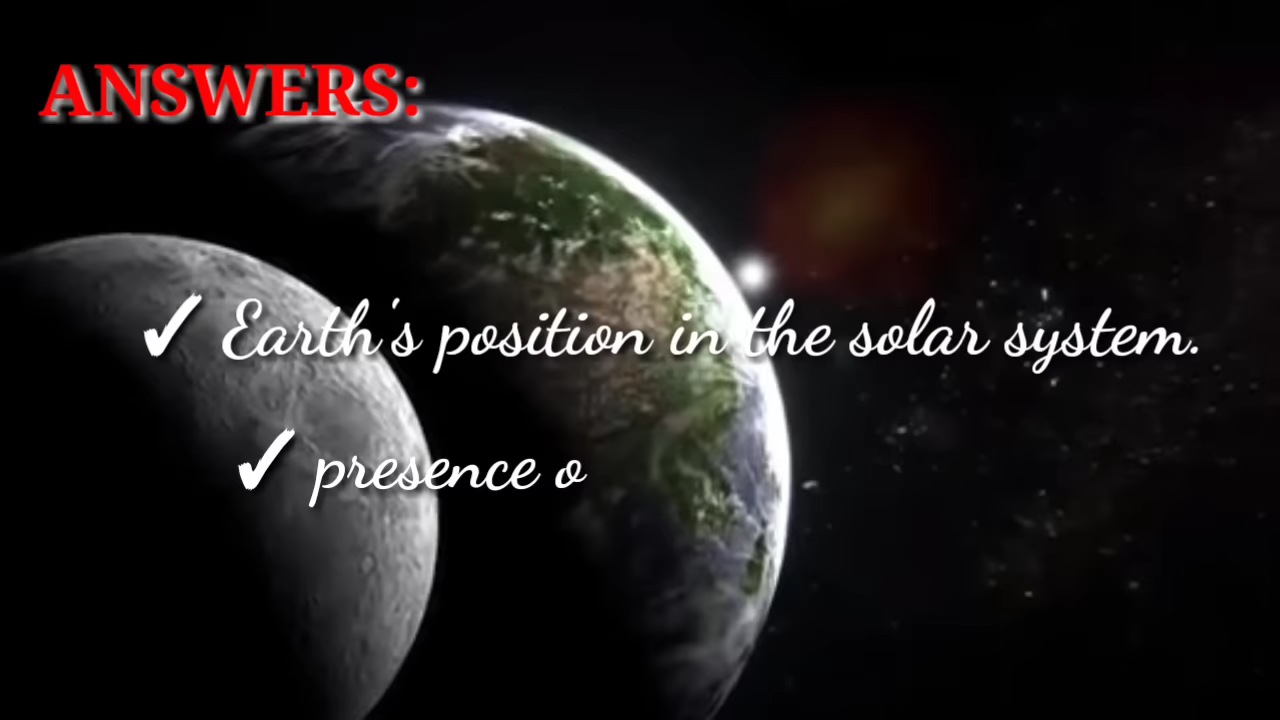 ANSWERS:
✔ Earth's position in the solar system.
✔ presence o